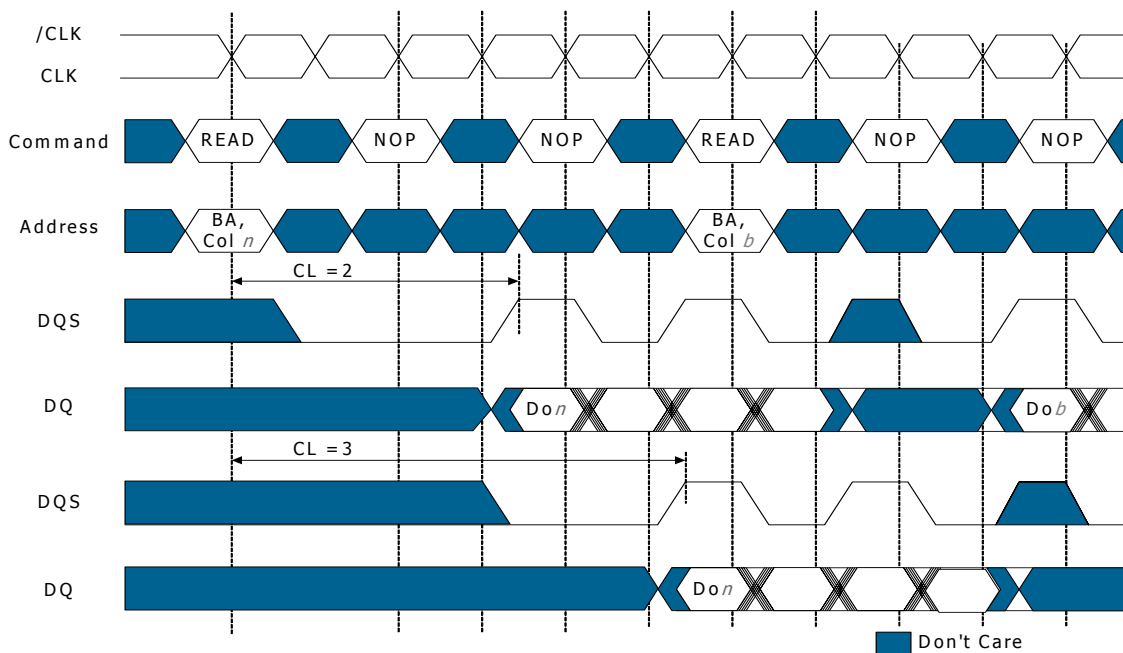 /CLK
CLK
Command
READ
NOP
NOP
READ
NOP
NOP
Address
BA,
Col n
BA,
Col b
CL = 2
DQS
DQ
Do n
Do b
CL = 3
DQS
DQ
Do n
Don't Care